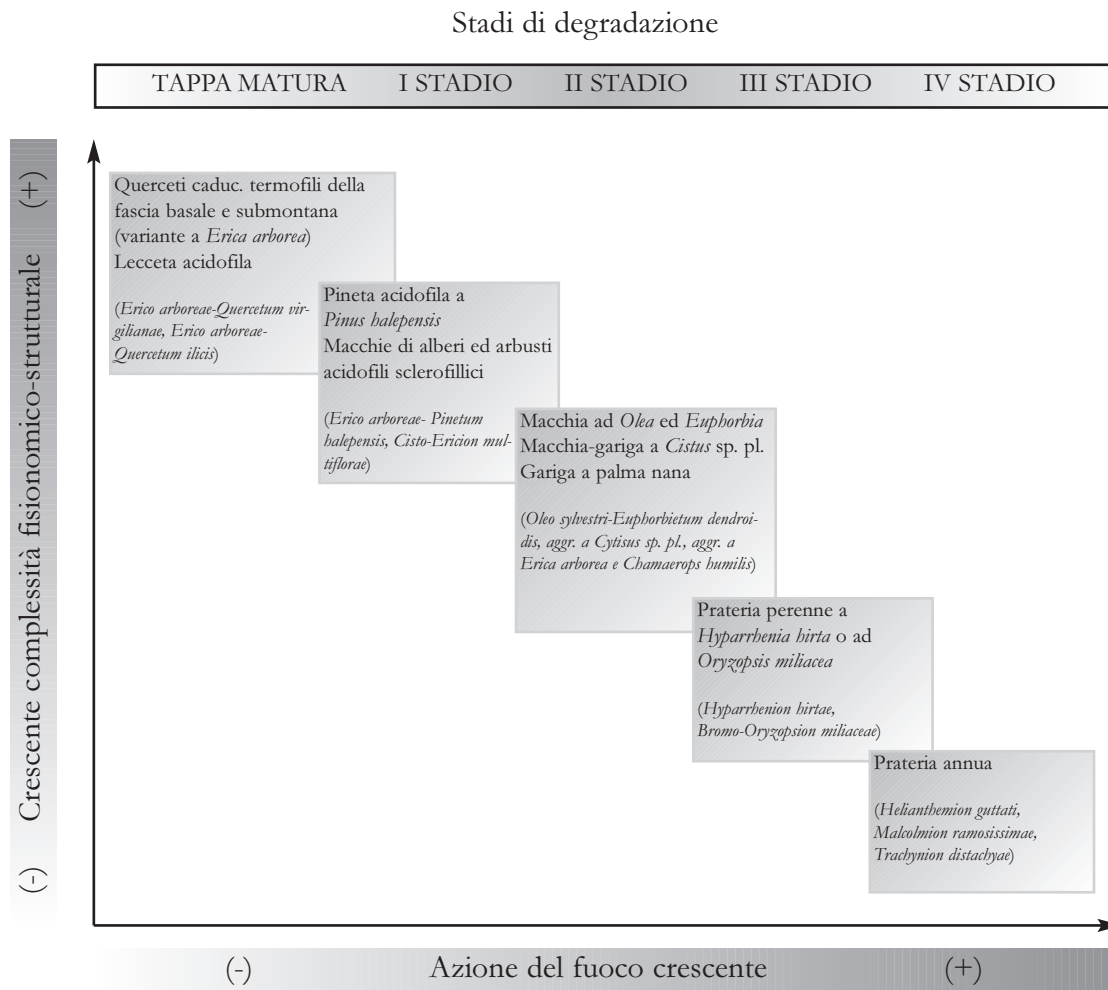 Stadi di degradazione
TAPPA MATURA I STADIO II STADIO III STADIO IV STADIO
Crescente complessità fisionomico-strutturale (+)
(-)
Querceti caduc. termofili della
fascia basale e submontana
(variante a Erica arborea)
Lecceta acidofila
(Erico arboreae-Quercetum vir-
gilianae, Erico arboreae-
Quercetum ilicis)
Pineta acidofila a
Pinus halepensis
Macchie di alberi ed arbusti
acidofili sclerofillici
(Erico arboreae- Pinetum
halepensis, Cisto-Ericion mul-
tiflorae)
Macchia ad Olea ed Euphorbia
Macchia-gariga a Cistus sp. pl.
Gariga a palma nana
(Oleo sylvestri-Euphorbietum dendroi-
dis, aggr. a Cytisus sp. pl., aggr. a
Erica arborea e Chamaerops humilis)
Prateria perenne a
Hyparrhenia hirta o ad
Oryzopsis miliacea
(Hyparrhenion hirtae,
Bromo-Oryzopsion miliaceae)
Prateria annua
(Helianthemion guttati,
Malcolmion ramosissimae,
Trachynion distachyae)
(-) Azione del fuoco crescente (+)